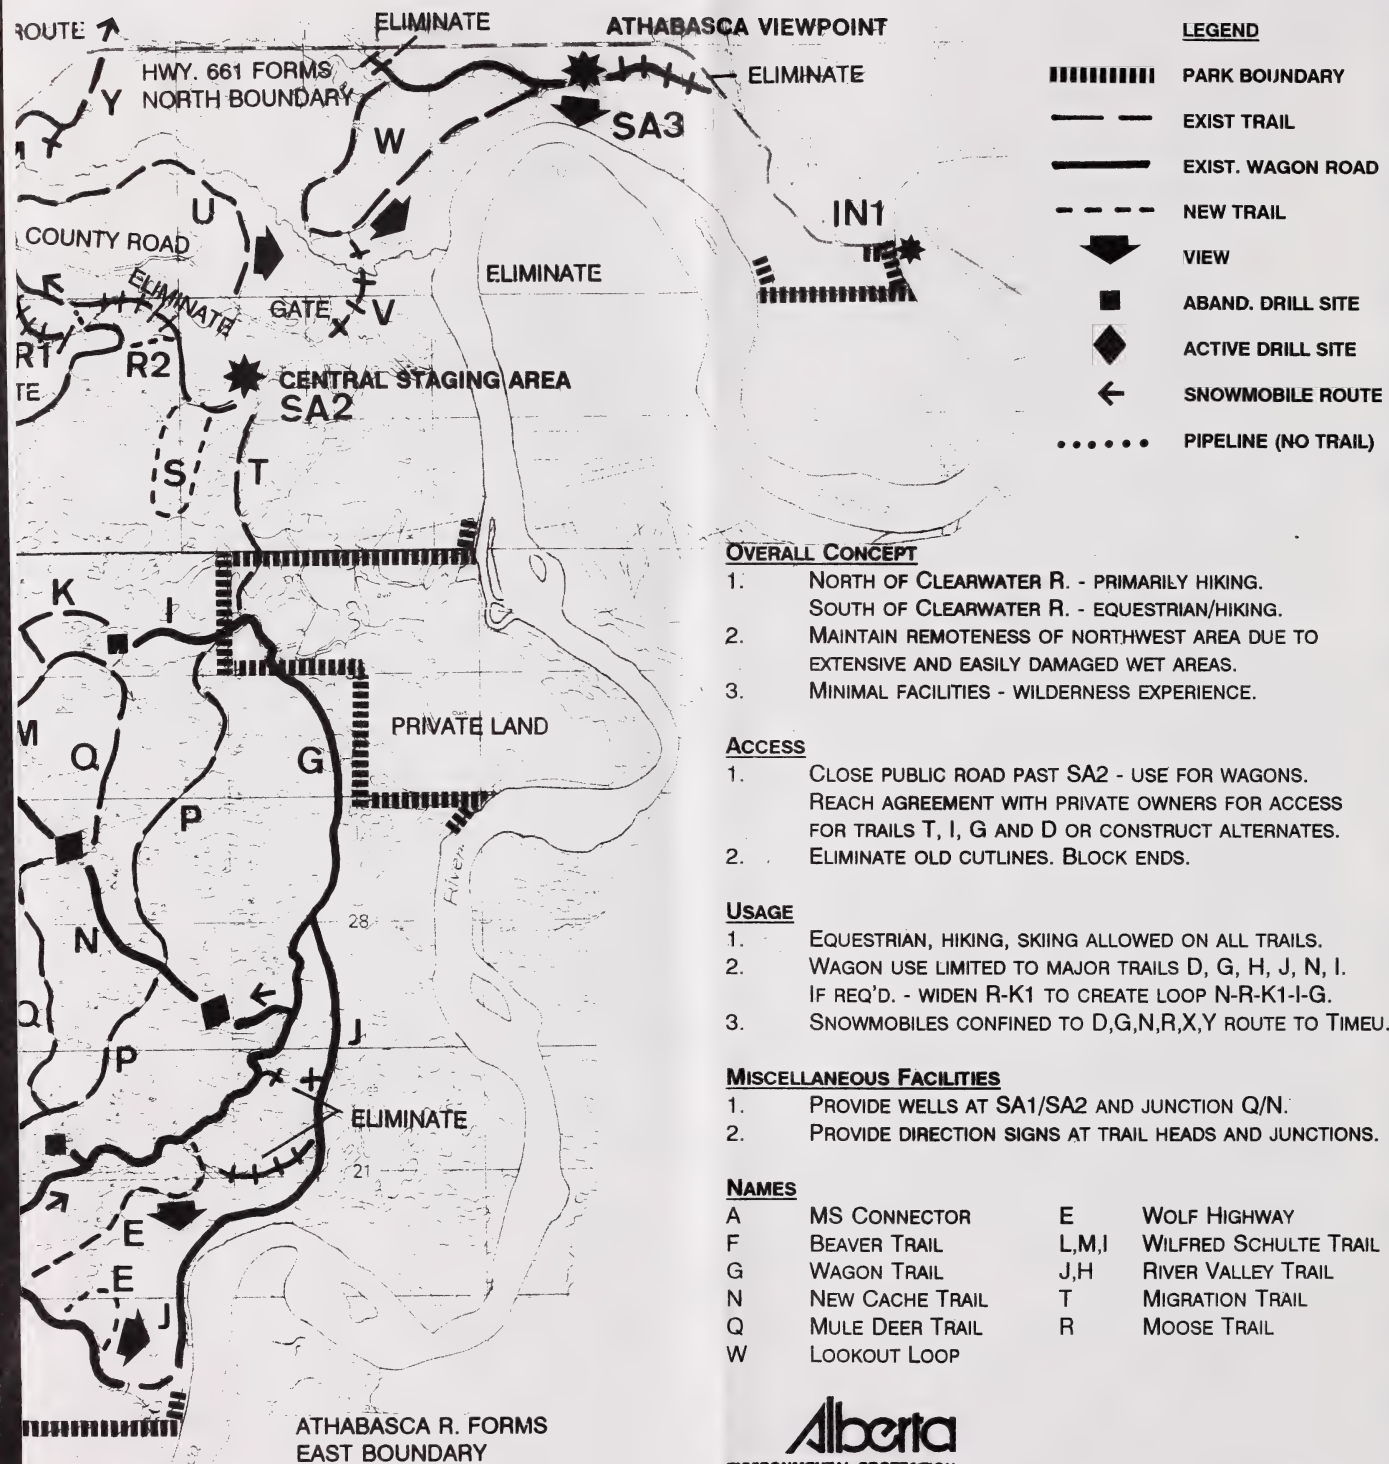 ROUTE
ELIMINATE
ATHABASCA VIEWPOINT
HWY. 661 FORMS
NORTH BOUNDARY
Y
ELIMINATE
W
SA3
U
IN1
COUNTY ROAD
ELIMINATE
ELIMINATE
GATE
V
R1
R2
TE
CENTRAL STAGING AREA
SA2
S
T
K
I
M
PRIVATE LAND
Q
G
P
River
28
N
Q
J
P
ELIMINATE
21
E
E
J
ATHABASCA R. FORMS
EAST BOUNDARY
LEGEND
PARK BOUNDARY
EXIST TRAIL
EXIST. WAGON ROAD
NEW TRAIL
VIEW
ABAND. DRILL SITE
ACTIVE DRILL SITE
SNOWMOBILE ROUTE
PIPELINE (NO TRAIL)
OVERALL CONCEPT
1. NORTH OF CLEARWATER R. - PRIMARILY HIKING.
SOUTH OF CLEARWATER R. - EQUESTRIAN/HIKING.
2. MAINTAIN REMOTENESS OF NORTHWEST AREA DUE TO
EXTENSIVE AND EASILY DAMAGED WET AREAS.
3. MINIMAL FACILITIES - WILDERNESS EXPERIENCE.
ACCESS
1. CLOSE PUBLIC ROAD PAST SA2 - USE FOR WAGONS.
REACH AGREEMENT WITH PRIVATE OWNERS FOR ACCESS
FOR TRAILS T, I, G AND D OR CONSTRUCT ALTERNATES.
2. ELIMINATE OLD CUTLINES. BLOCK ENDS.
USAGE
1. EQUESTRIAN, HIKING, SKIING ALLOWED ON ALL TRAILS.
2. WAGON USE LIMITED TO MAJOR TRAILS D, G, H, J, N, I.
IF REQ'D. - WIDEN R-K1 TO CREATE LOOP N-R-K1-I-G.
3. SNOWMOBILES CONFINED TO D,G,N,R,X,Y ROUTE TO TIMEU.
MISCELLANEOUS FACILITIES
1. PROVIDE WELLS AT SA1/SA2 AND JUNCTION Q/N.
2. PROVIDE DIRECTION SIGNS AT TRAIL HEADS AND JUNCTIONS.
NAMES
A MS CONNECTOR E WOLF HIGHWAY
F BEAVER TRAIL L,M,I WILFRED SCHULTE TRAIL
G WAGON TRAIL J,H RIVER VALLEY TRAIL
N NEW CACHE TRAIL T MIGRATION TRAIL
Q MULE DEER TRAIL R MOOSE TRAIL
W LOOKOUT LOOP
Alberta